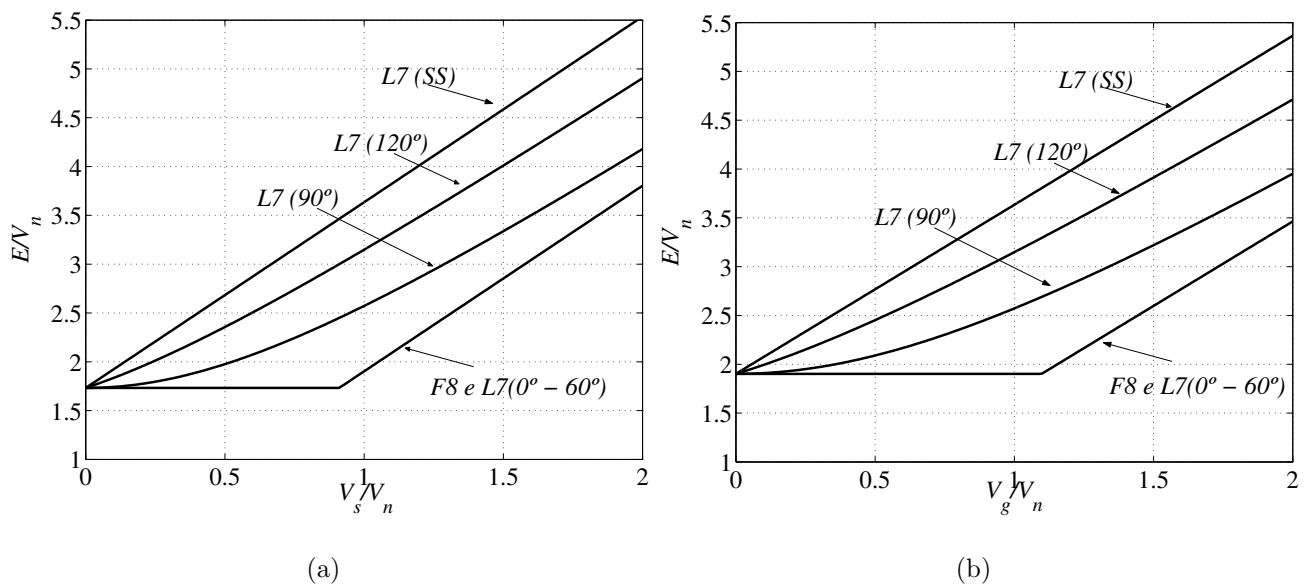 5.5
5
4.5
4
3.5
3
2.5
2
1.5
1
0
0.5
1
1.5
2
E/V_n
V_s/V_n
L7 (SS)
L7 (120º)
L7 (90º)
F8 e L7(0º − 60º)
(a)
5.5
5
4.5
4
3.5
3
2.5
2
1.5
1
0
0.5
1
1.5
2
E/V_n
V_g/V_n
L7 (SS)
L7 (120º)
L7 (90º)
F8 e L7(0º − 60º)
(b)